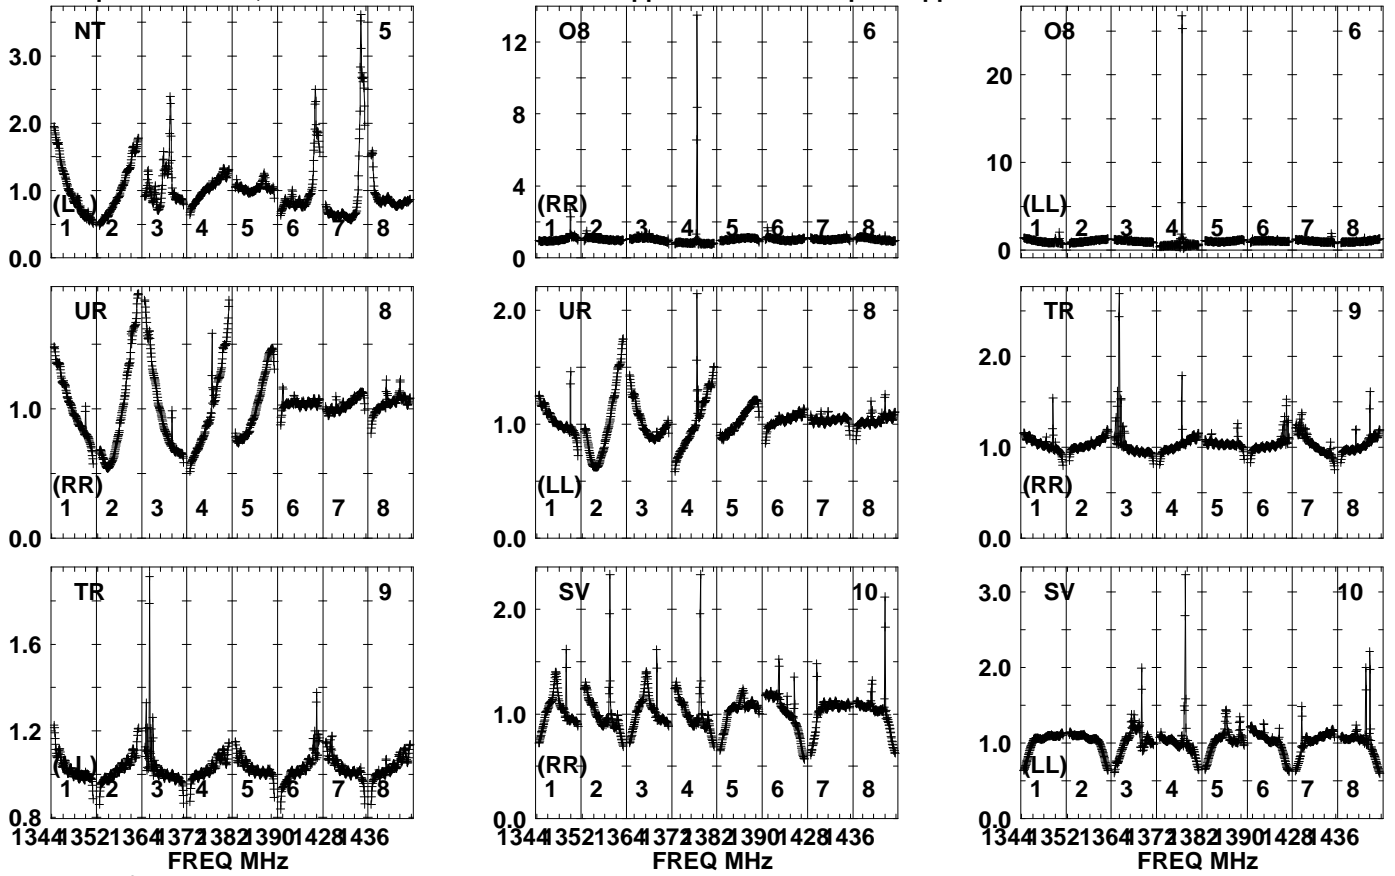 NT 5 O8 6 O8 6
3.0 12 20
2.0 8 10
1.0 4 0
0.0 0
(LL) (RR) (LL)
1 2 3 4 5 6 7 8 1 2 3 4 5 6 7 8 1 2 3 4 5 6 7 8
UR 8 UR 8 TR 9
1.0 2.0 2.0
0.0 1.0 1.0
0.0 0.0
(RR) (LL) (RR)
1 2 3 4 5 6 7 8 1 2 3 4 5 6 7 8 1 2 3 4 5 6 7 8
TR 9 SV 10 SV 10
1.6 2.0 3.0
1.2 1.0 2.0
0.8 0.0 1.0
0.0
(LL) (RR) (LL)
1 2 3 4 5 6 7 8 1 2 3 4 5 6 7 8 1 2 3 4 5 6 7 8
1344 1352 1364 1372 1382 1390 1428 1436 1344 1352 1364 1372 1382 1390 1428 1436 1344 1352 1364 1372 1382 1390 1428 1436
FREQ MHz FREQ MHz FREQ MHz